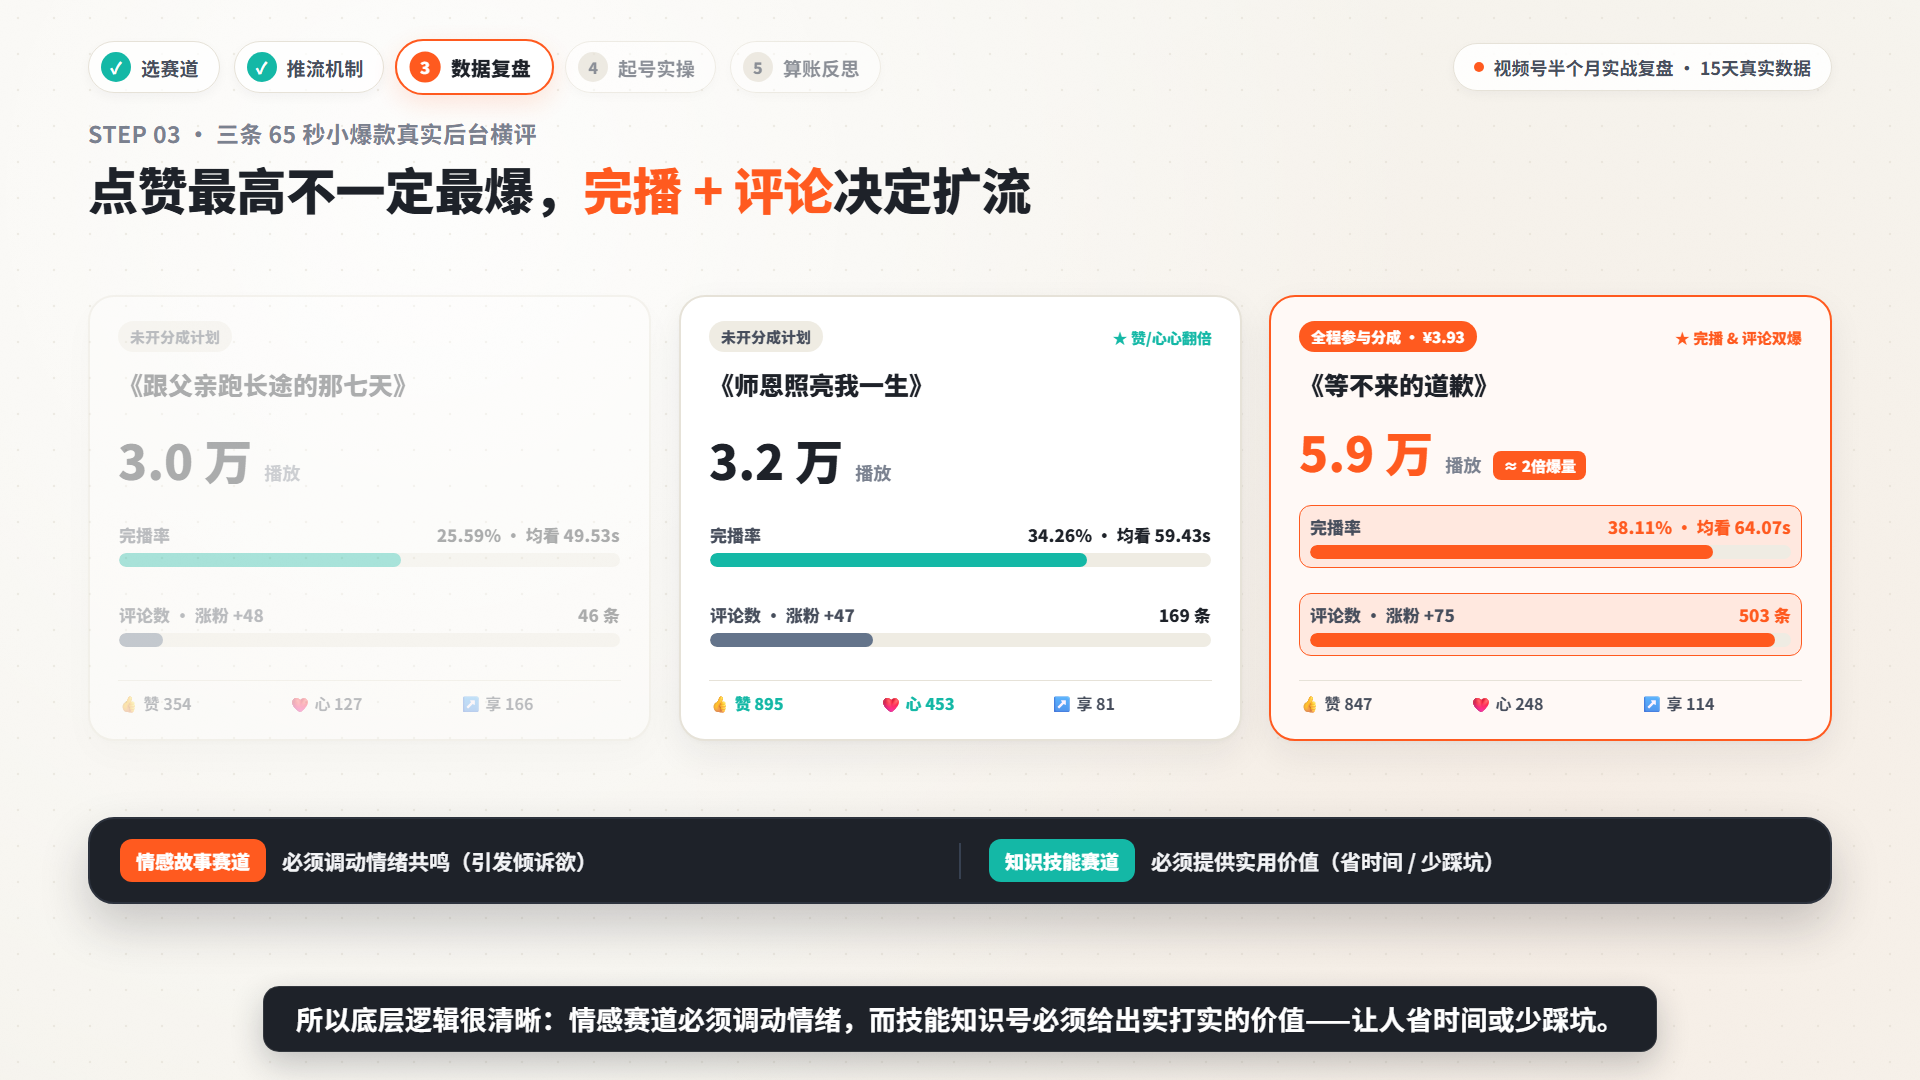 ✓ 选赛道
✓ 推流机制
3 数据复盘
4 起号实操
5 算账反思
视频号半个月实战复盘 • 15天真实数据
STEP 03 • 三条 65 秒小爆款真实后台横评
点赞最高不一定最爆，完播 + 评论决定扩流
未开分成计划
《跟父亲跑长途的那七天》
3.0 万 播放
完播率 25.59% • 均看 49.53s
评论数 • 涨粉 +48 46 条
👍 赞 354 ❤️ 心 127 ↗️ 享 166
未开分成计划 ★ 赞/心心翻倍
《师恩照亮我一生》
3.2 万 播放
完播率 34.26% • 均看 59.43s
评论数 • 涨粉 +47 169 条
👍 赞 895 ❤️ 心 453 ↗️ 享 81
全程参与分成 • ¥3.93 ★ 完播 & 评论双爆
《等不来的道歉》
5.9 万 播放 ≈ 2倍爆量
完播率 38.11% • 均看 64.07s
评论数 • 涨粉 +75 503 条
👍 赞 847 ❤️ 心 248 ↗️ 享 114
情感故事赛道 必须调动情绪共鸣（引发倾诉欲）
知识技能赛道 必须提供实用价值（省时间 / 少踩坑）
所以底层逻辑很清晰：情感赛道必须调动情绪，而技能知识号必须给出实打实的价值——让人省时间或少踩坑。